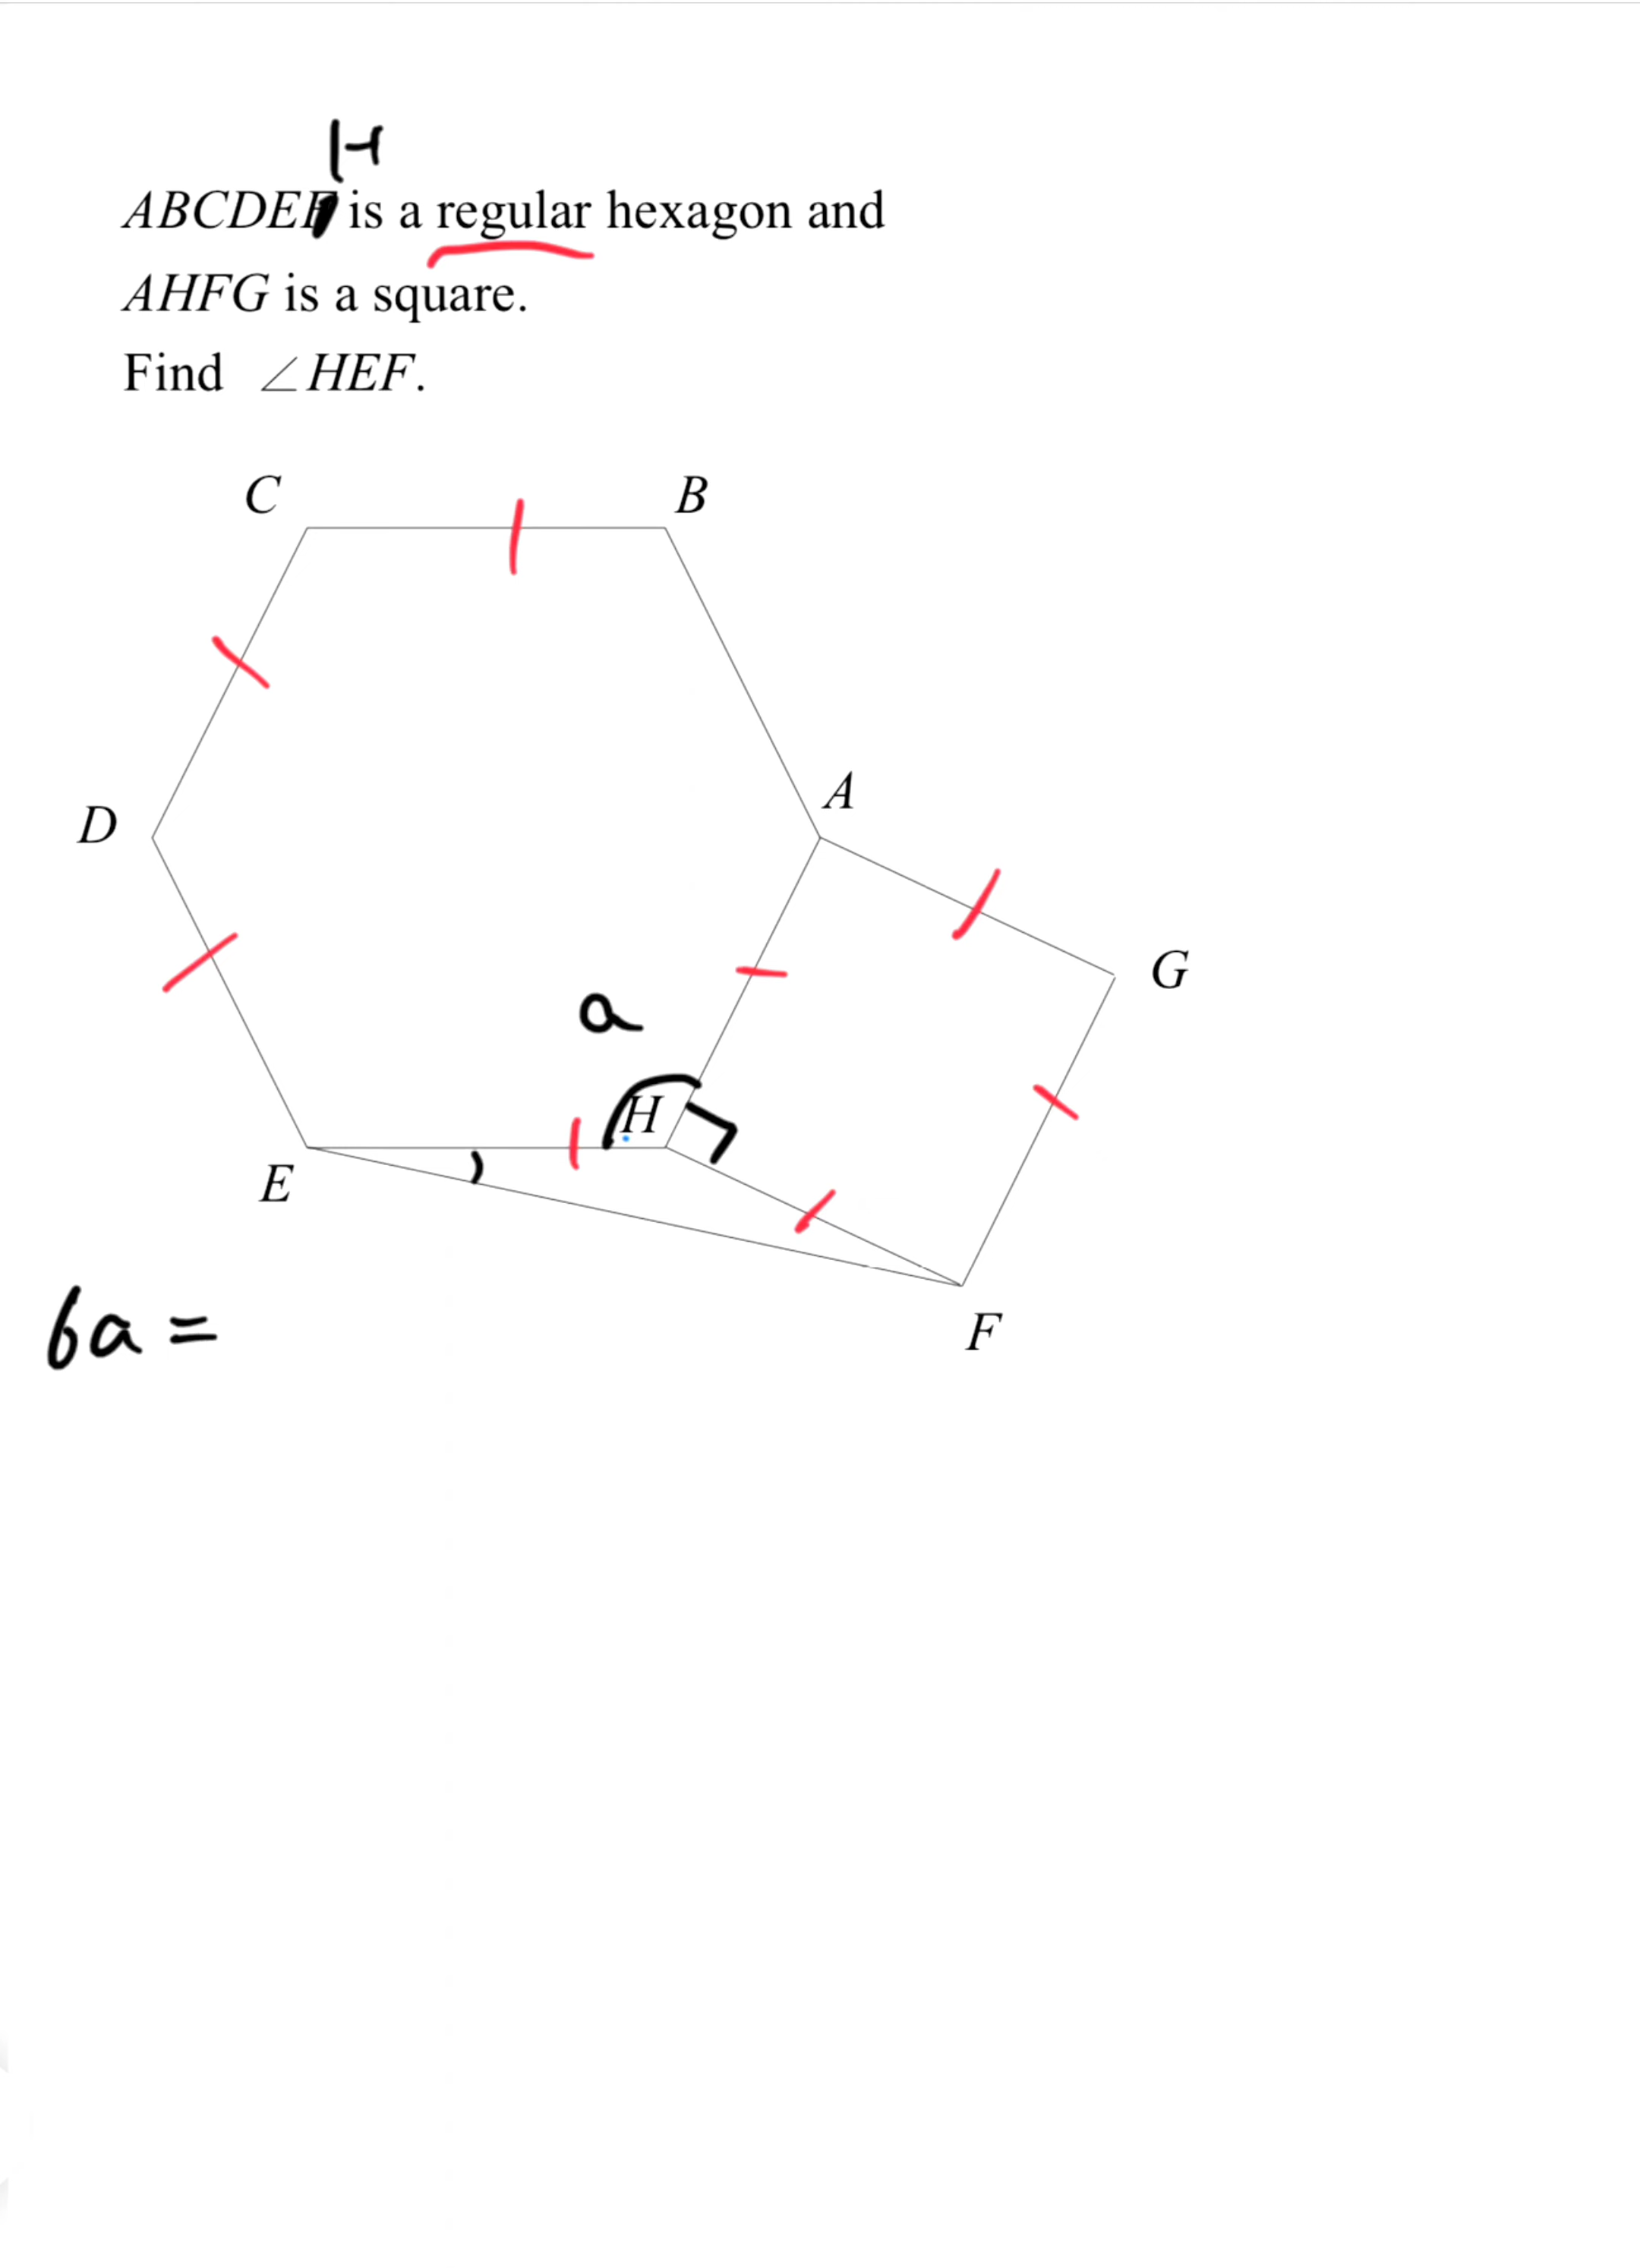 H
ABCDEF is a regular hexagon and
AHFG is a square.
Find ∠HEF.
C
B
A
D
G
a
H
E
F
6a =